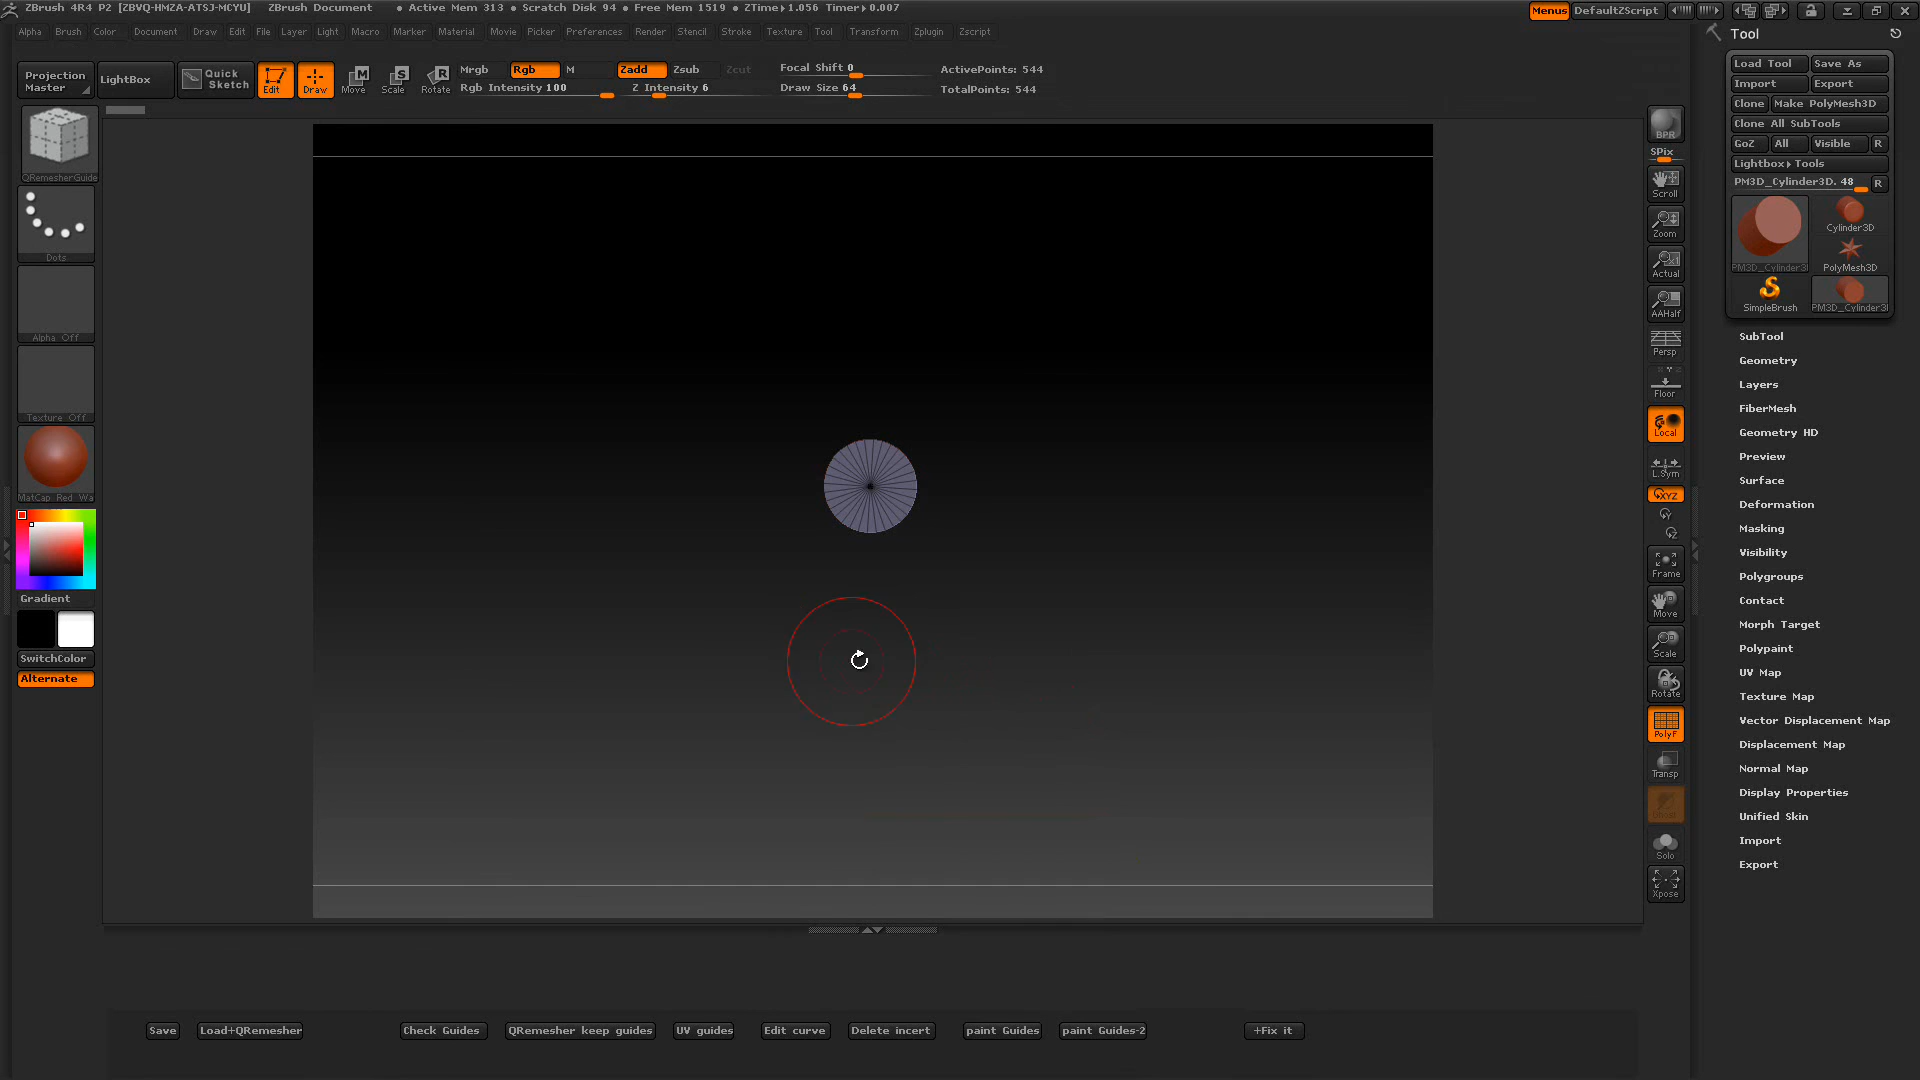 ZBrush 4R4 P2 [ZBVQ-HMZA-ATSJ-MCYU] ZBrush Document • Active Mem 313 • Scratch Disk 94 • Free Mem 1519 • ZTime▸1.056 Timer▸0.007 Menus DefaultZScript
Alpha Brush Color Document Draw Edit File Layer Light Macro Marker Material Movie Picker Preferences Render Stencil Stroke Texture Tool Transform Zplugin Zscript
Projection Master
LightBox
Quick Sketch
Edit
Draw
M
Move
S
Scale
R
Rotate
Mrgb Rgb M
Rgb Intensity 100
Zadd Zsub Zcut
Z Intensity 6
Focal Shift 0
Draw Size 64
ActivePoints: 544
TotalPoints: 544
QRemesherGuide
Dots
Alpha Off
Texture Off
MatCap Red Wa
Gradient
SwitchColor
Alternate
BPR
SPix
Scroll
Zoom
Actual
AAHalf
Persp
Floor
Local
L.Sym
XYZ
Y
Z
Frame
Move
Scale
Rotate
PolyF
Transp
Solo
Xpose
Tool
Load Tool Save As
Import Export
Clone Make PolyMesh3D
Clone All SubTools
GoZ All Visible R
Lightbox▸Tools
PM3D_Cylinder3D. 48 R
PM3D_Cylinder3
Cylinder3D
PolyMesh3D
SimpleBrush
PM3D_Cylinder3
SubTool
Geometry
Layers
FiberMesh
Geometry HD
Preview
Surface
Deformation
Masking
Visibility
Polygroups
Contact
Morph Target
Polypaint
UV Map
Texture Map
Vector Displacement Map
Displacement Map
Normal Map
Display Properties
Unified Skin
Import
Export
Save Load+QRemesher Check Guides QRemesher keep guides UV guides Edit curve Delete incert paint Guides paint Guides-2 +Fix it